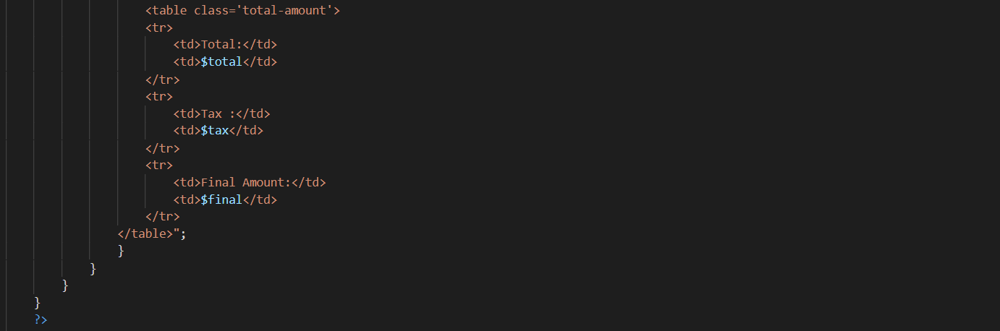 <table class='total-amount'>
<tr>
<td>Total:</td>
<td>$total</td>
</tr>
<tr>
<td>Tax :</td>
<td>$tax</td>
</tr>
<tr>
<td>Final Amount:</td>
<td>$final</td>
</tr>
</table>";
}
}
}
}
?>